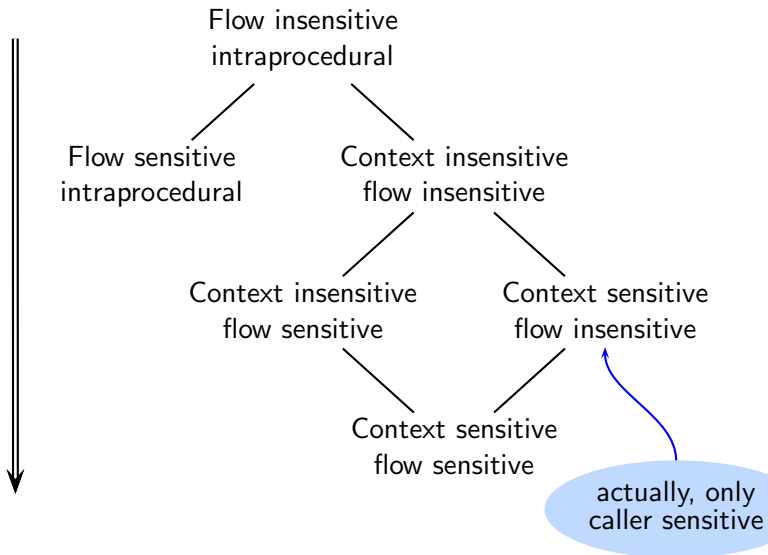 Flow insensitive
intraprocedural
Flow sensitive
intraprocedural
Context insensitive
flow insensitive
Context insensitive
flow sensitive
Context sensitive
flow insensitive
Context sensitive
flow sensitive
actually, only
caller sensitive